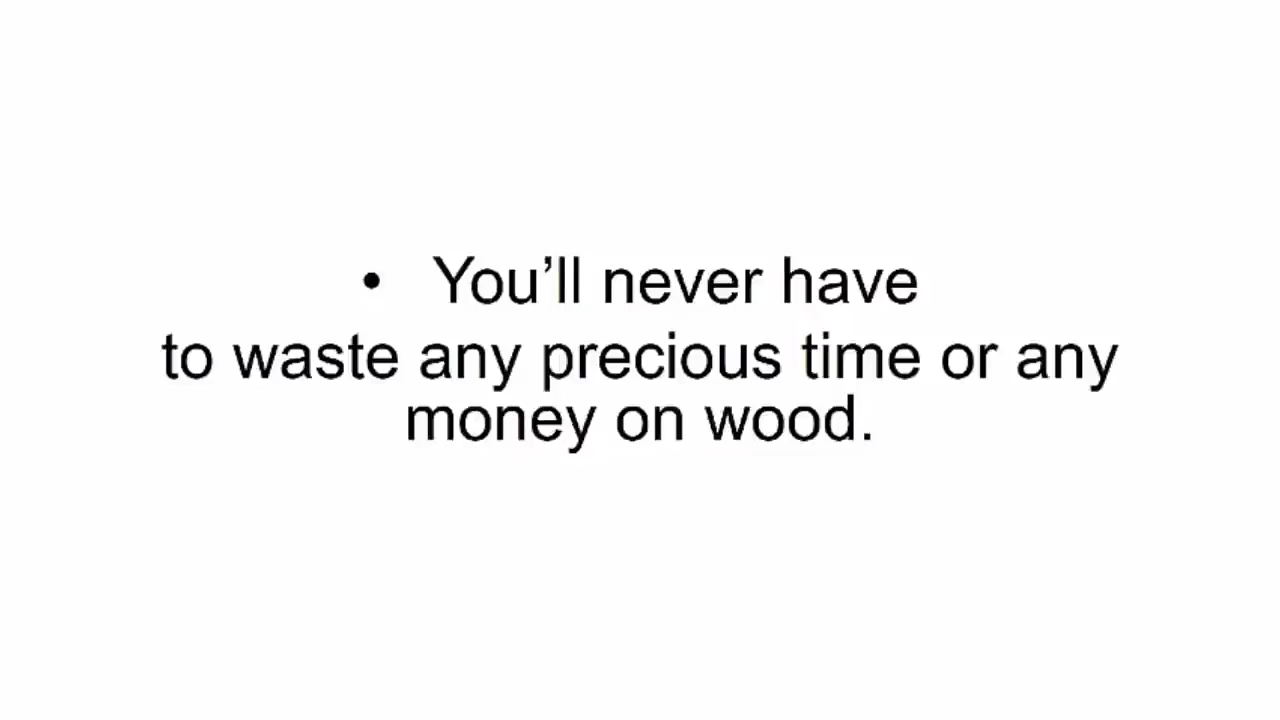 • You’ll never have
to waste any precious time or any
money on wood.